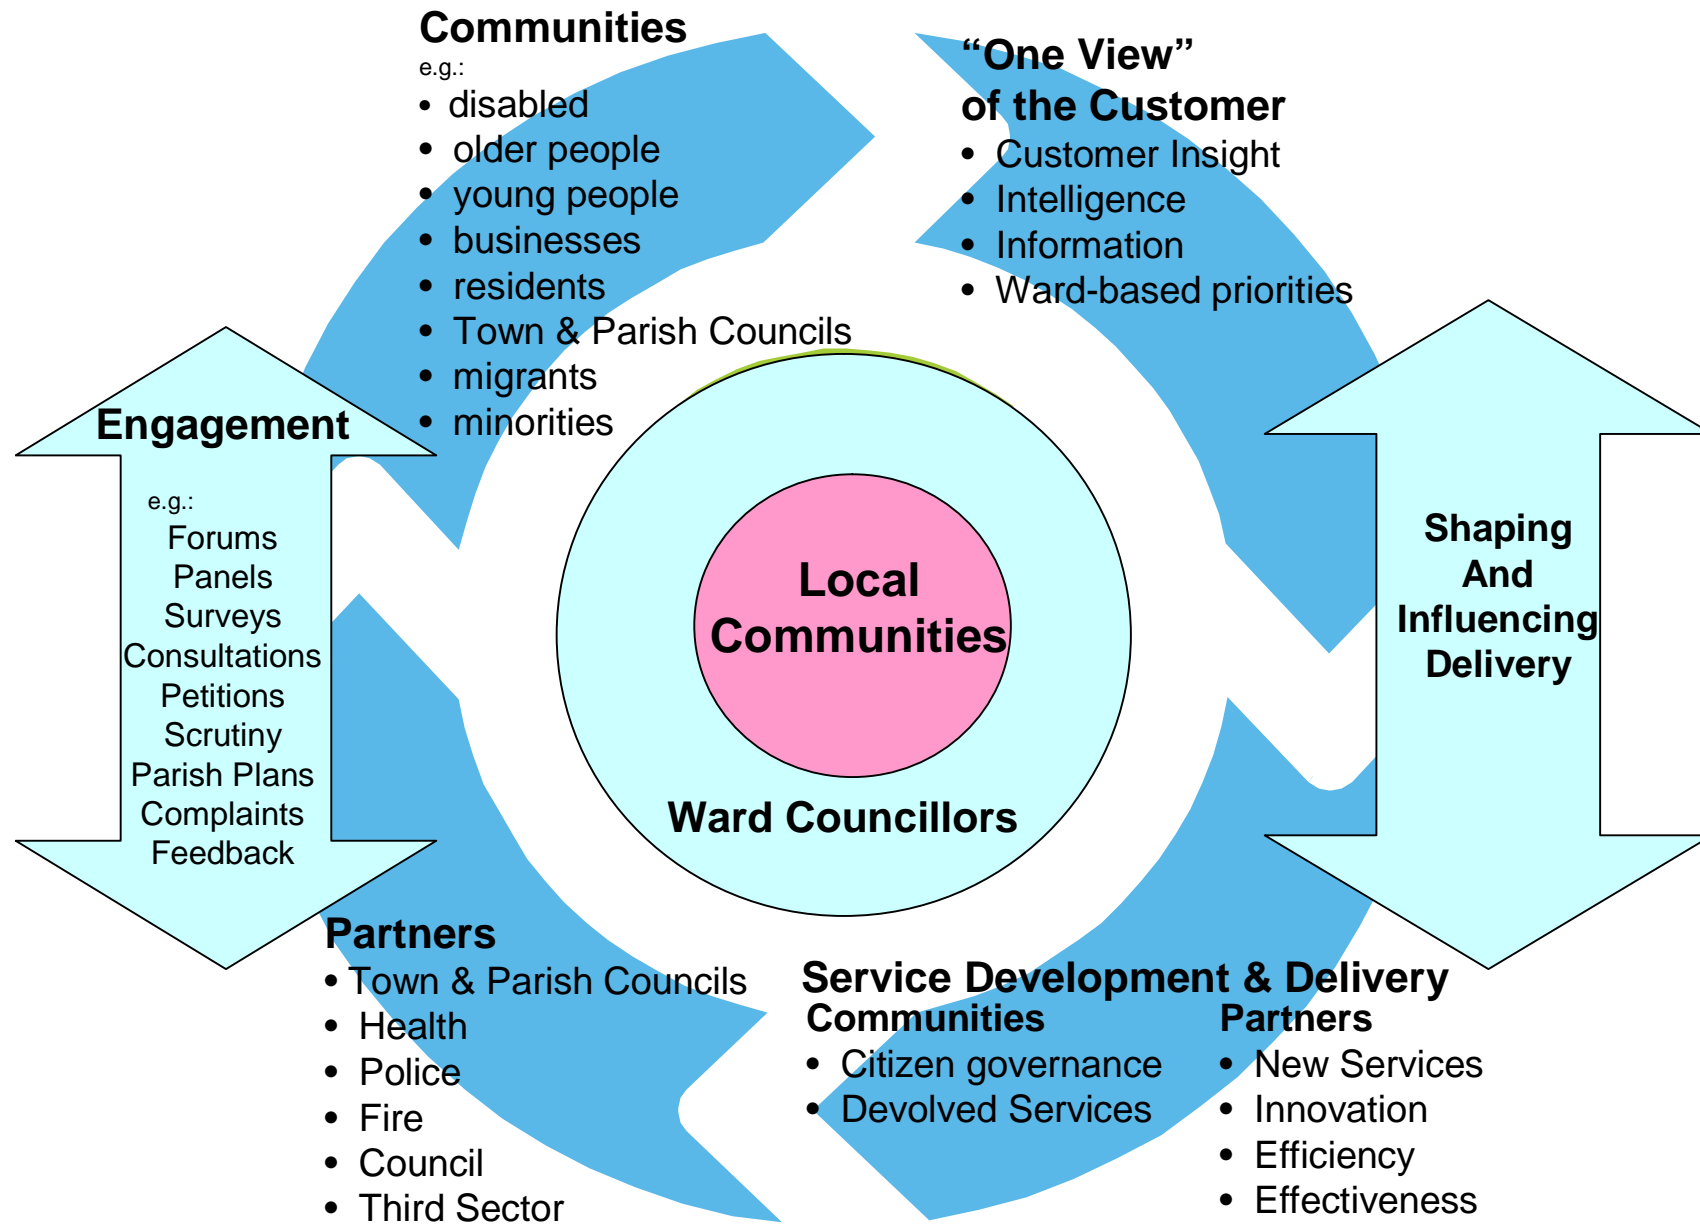 Communities
e.g.:
• disabled
• older people
• young people
• businesses
• residents
• Town & Parish Councils
• migrants
• minorities
“One View”
of the Customer
• Customer Insight
• Intelligence
• Information
• Ward-based priorities
Engagement
e.g.:
Forums
Panels
Surveys
Consultations
Petitions
Scrutiny
Parish Plans
Complaints
Feedback
Local
Communities
Ward Councillors
Shaping
And
Influencing
Delivery
Partners
• Town & Parish Councils
• Health
• Police
• Fire
• Council
• Third Sector
Service Development & Delivery
Communities
• Citizen governance
• Devolved Services
Partners
• New Services
• Innovation
• Efficiency
• Effectiveness